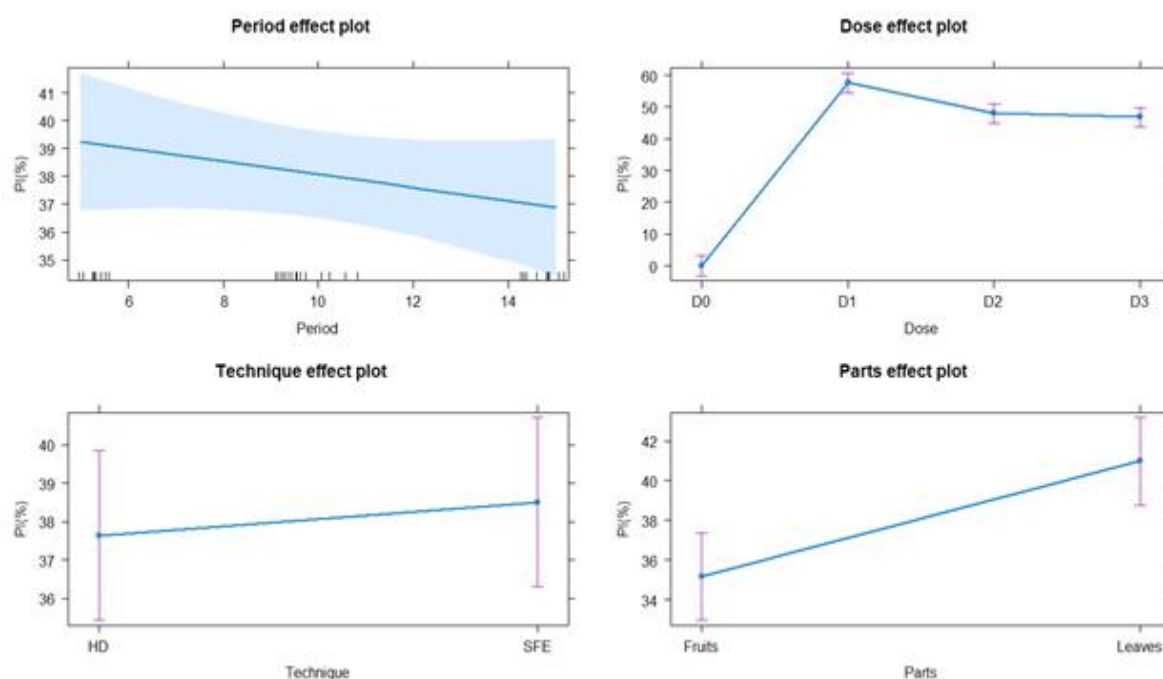 Period effect plot
PI(%)
41
40
39
38
37
36
35
6 8 10 12 14
Period
Dose effect plot
PI(%)
60
50
40
30
20
10
0
D0 D1 D2 D3
Dose
Technique effect plot
PI(%)
40
39
38
37
36
HD SFE
Technique
Parts effect plot
PI(%)
42
40
38
36
34
Fruits Leaves
Parts